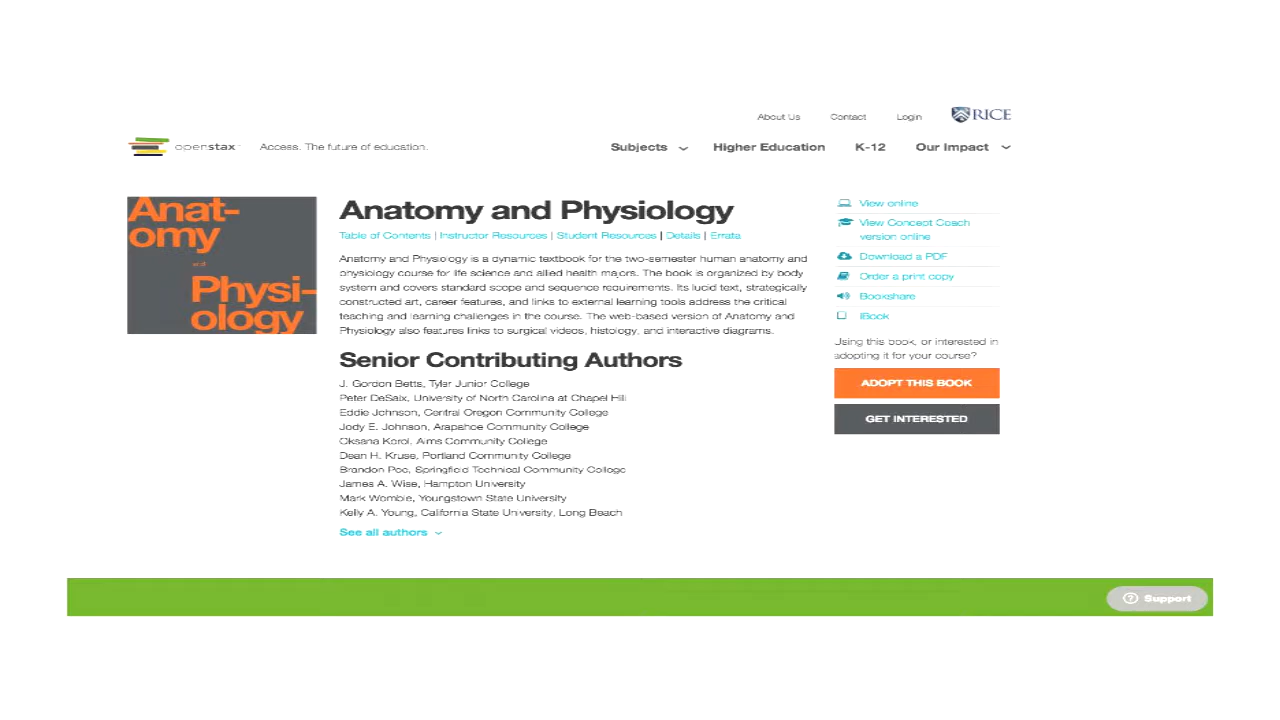 About Us Contact Login RICE
openstax Access. The future of education. Subjects Higher Education K-12 Our Impact
Anat-
omy
and
Physi-
ology
Anatomy and Physiology
Table of Contents | Instructor Resources | Student Resources | Details | Errata
Anatomy and Physiology is a dynamic textbook for the two-semester human anatomy and
physiology course for life science and allied health majors. The book is organized by body
system and covers standard scope and sequence requirements. Its lucid text, strategically
constructed art, career features, and links to external learning tools address the critical
teaching and learning challenges in the course. The web-based version of Anatomy and
Physiology also features links to surgical videos, histology, and interactive diagrams.
Senior Contributing Authors
J. Gordon Betts, Tyler Junior College
Peter DeSaix, University of North Carolina at Chapel Hill
Eddie Johnson, Central Oregon Community College
Jody E. Johnson, Arapahoe Community College
Oksana Korol, Aims Community College
Dean H. Kruse, Portland Community College
Brandon Poe, Springfield Technical Community College
James A. Wise, Hampton University
Mark Womble, Youngstown State University
Kelly A. Young, California State University, Long Beach
See all authors
View online
View Concept Coach
version online
Download a PDF
Order a print copy
Bookshare
iBook
Using this book, or interested in
adopting it for your course?
ADOPT THIS BOOK
GET INTERESTED
Support